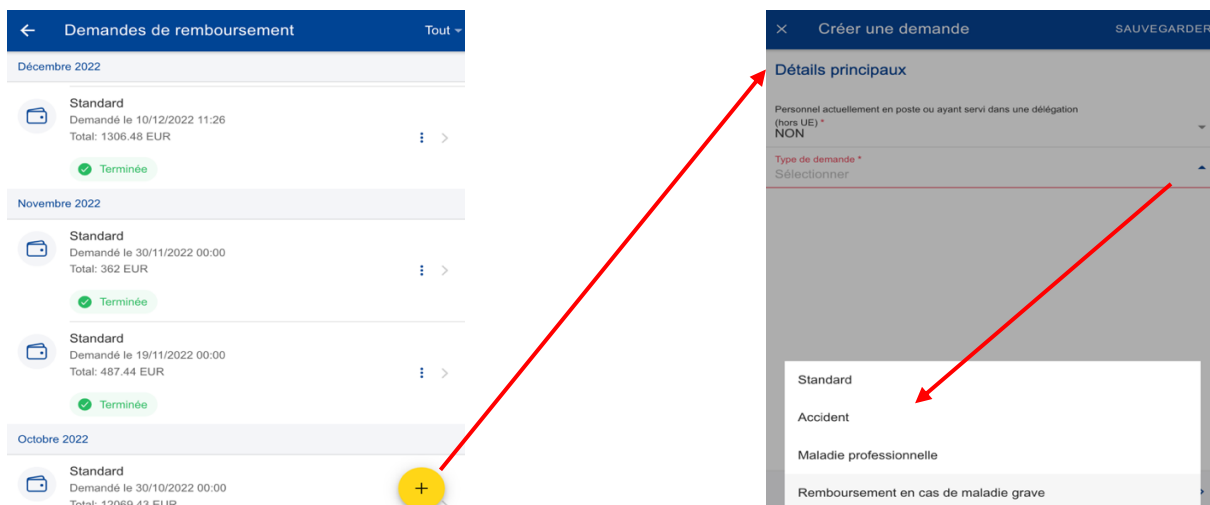 Demandes de remboursement
Tout
Décembre 2022
Standard
Demandé le 10/12/2022 11:26
Total: 1306.48 EUR
Terminée
Novembre 2022
Standard
Demandé le 30/11/2022 00:00
Total: 362 EUR
Terminée
Standard
Demandé le 19/11/2022 00:00
Total: 487.44 EUR
Terminée
Octobre 2022
Standard
Demandé le 30/10/2022 00:00
Total: 12069.43 EUR
Créer une demande
SAUVEGARDER
Détails principaux
Personnel actuellement en poste ou ayant servi dans une délégation
(hors UE) *
NON
Type de demande *
Sélectionner
Standard
Accident
Maladie professionnelle
Remboursement en cas de maladie grave